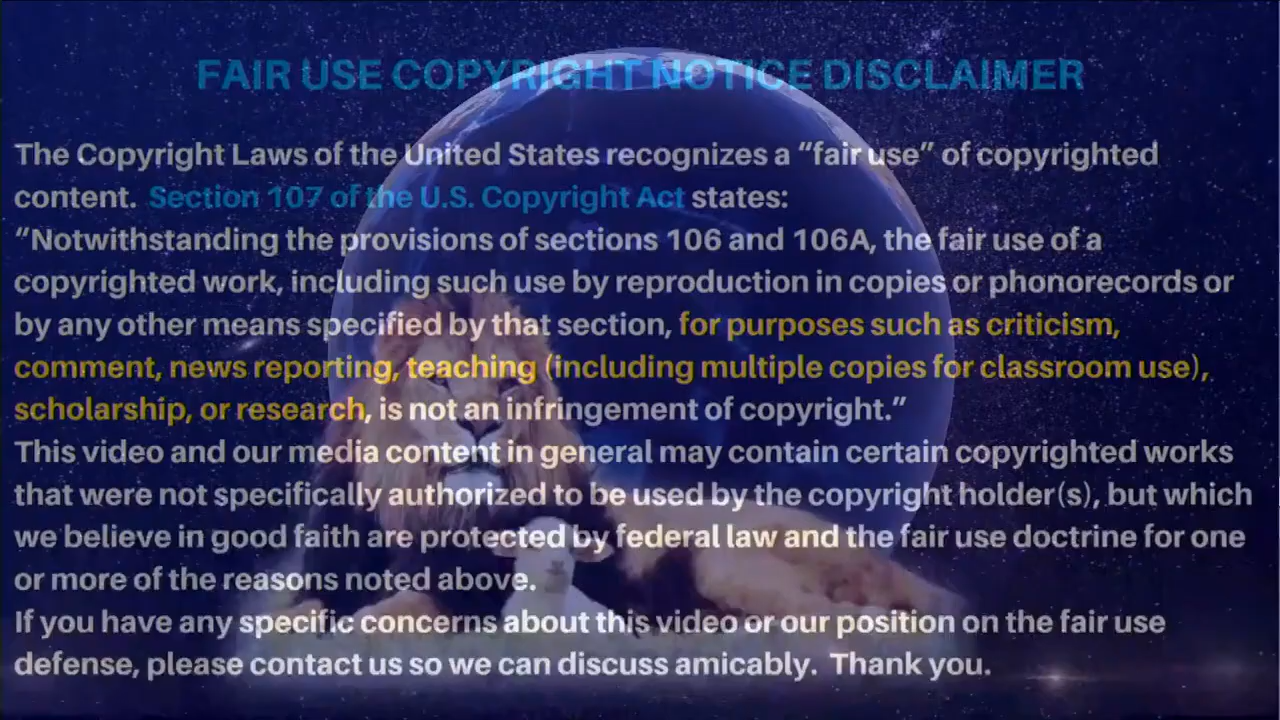 FAIR USE COPYRIGHT NOTICE DISCLAIMER
The Copyright Laws of the United States recognizes a “fair use” of copyrighted
content. Section 107 of the U.S. Copyright Act states:
“Notwithstanding the provisions of sections 106 and 106A, the fair use of a
copyrighted work, including such use by reproduction in copies or phonorecords or
by any other means specified by that section, for purposes such as criticism,
comment, news reporting, teaching (including multiple copies for classroom use),
scholarship, or research, is not an infringement of copyright.”
This video and our media content in general may contain certain copyrighted works
that were not specifically authorized to be used by the copyright holder(s), but which
we believe in good faith are protected by federal law and the fair use doctrine for one
or more of the reasons noted above.
If you have any specific concerns about this video or our position on the fair use
defense, please contact us so we can discuss amicably. Thank you.